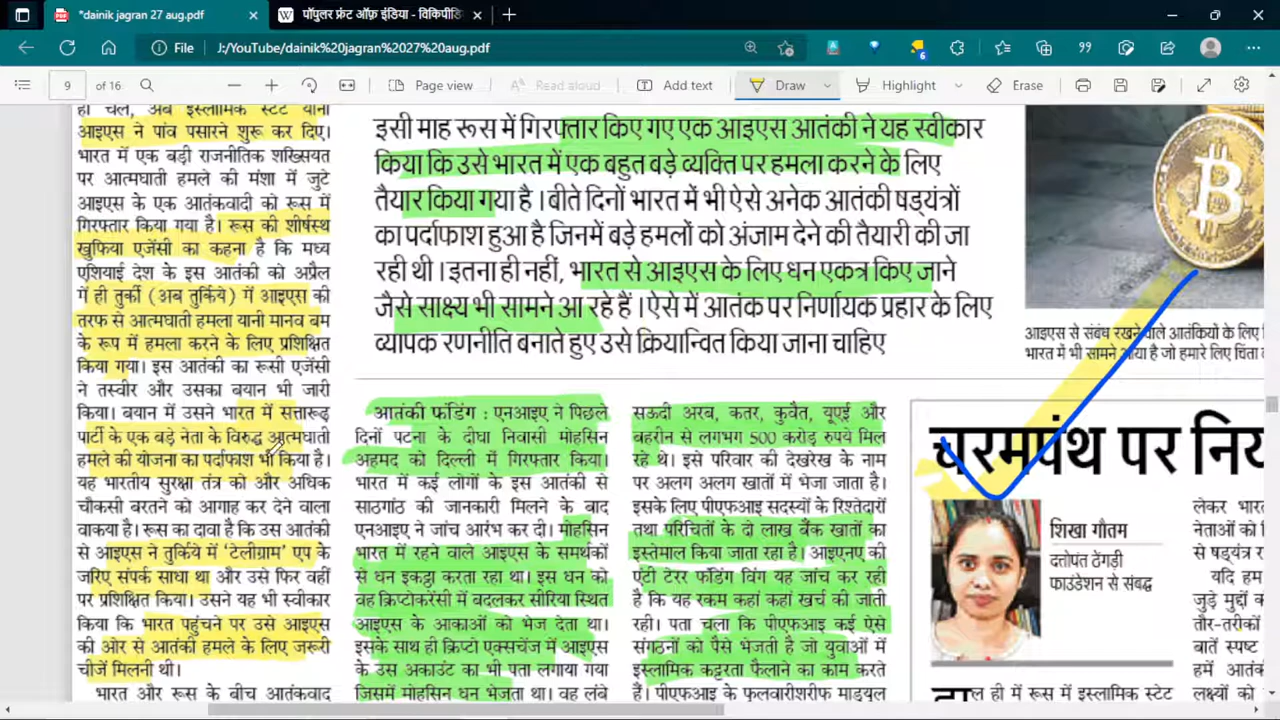 *dainik jagran 27 aug.pdf
W पॉपुलर फ्रंट ऑफ़ इंडिया - विकिपीडि
File J:/YouTube/dainik%20jagran%2027%20aug.pdf
6
9 of 16
Page view
Read aloud
Add text
Draw
Highlight
Erase
ही चले, अब इस्लामिक स्टेट यानी
आइएस ने पांव पसारने शुरू कर दिए।
भारत में एक बड़ी राजनीतिक शख्सियत
पर आत्मघाती हमले की मंशा में जुटे
आइएस के एक आतंकवादी को रूस में
गिरफ्तार किया गया है। रूस की शीर्षस्थ
खुफिया एजेंसी का कहना है कि मध्य
एशियाई देश के इस आतंकी को अप्रैल
में ही तुर्की (अब तुर्किये) में आइएस की
तरफ से आत्मघाती हमला यानी मानव बम
के रूप में हमला करने के लिए प्रशिक्षित
किया गया। इस आतंकी का रूसी एजेंसी
ने तस्वीर और उसका बयान भी जारी
किया। बयान में उसने भारत में सत्तारूढ़
पार्टी के एक बड़े नेता के विरुद्ध आत्मघाती
हमले की योजना का पर्दाफाश भी किया है।
यह भारतीय सुरक्षा तंत्र को और अधिक
चौकसी बरतने को आगाह कर देने वाला
वाकया है। रूस का दावा है कि उस आतंकी
से आइएस ने तुर्किये में 'टेलीग्राम' एप के
जरिए संपर्क साधा था और उसे फिर वहीं
पर प्रशिक्षित किया। उसने यह भी स्वीकार
किया कि भारत पहुंचने पर उसे आइएस
की ओर से आतंकी हमले के लिए जरूरी
चीजें मिलनी थी।
भारत और रूस के बीच आतंकवाद
इसी माह रूस में गिरफ्तार किए गए एक आइएस आतंकी ने यह स्वीकार
किया कि उसे भारत में एक बहुत बड़े व्यक्ति पर हमला करने के लिए
तैयार किया गया है। बीते दिनों भारत में भी ऐसे अनेक आतंकी षड्यंत्रों
का पर्दाफाश हुआ है जिनमें बड़े हमलों को अंजाम देने की तैयारी की जा
रही थी। इतना ही नहीं, भारत से आइएस के लिए धन एकत्र किए जाने
जैसे साक्ष्य भी सामने आ रहे हैं। ऐसे में आतंक पर निर्णायक प्रहार के लिए
व्यापक रणनीति बनाते हुए उसे क्रियान्वित किया जाना चाहिए
आतंकी फंडिंग : एनआइए ने पिछले
दिनों पटना के दीघा निवासी मोहसिन
अहमद को दिल्ली में गिरफ्तार किया।
भारत में कई लोगों के इस आतंकी से
साठगांठ की जानकारी मिलने के बाद
एनआइए ने जांच आरंभ कर दी। मोहसिन
भारत में रहने वाले आइएस के समर्थकों
से धन इकट्ठा करता रहा था। इस धन को
वह क्रिप्टोकरेंसी में बदलकर सीरिया स्थित
आइएस के आकाओं को भेज देता था।
इसके साथ ही क्रिप्टो एक्सचेंज में आइएस
के उस अकाउंट का भी पता लगाया गया
जिसमें मोहसिन धन भेजता था। वह लंबे
सऊदी अरब, कतर, कुवैत, यूएई और
बहरीन से लगभग 500 करोड़ रुपये मिल
रहे थे। इसे परिवार की देखरेख के नाम
पर अलग अलग खातों में भेजा जाता है।
इसके लिए पीएफआइ सदस्यों के रिश्तेदारों
तथा परिचितों के दो लाख बैंक खातों का
इस्तेमाल किया जाता रहा है। आइएनए की
एंटी टेरर फंडिंग विंग यह जांच कर रही
है कि यह रकम कहां कहां खर्च की जाती
रही। पता चला कि पीएफआइ कई ऐसे
संगठनों को पैसे भेजती है जो युवाओं में
इस्लामिक कट्टरता फैलाने का काम करते
हैं। पीएफआइ के फुलवारीशरीफ माड्यूल
आइएस से संबंध रखने वाले आतंकियों के लिए
भारत में भी सामने आया है जो हमारे लिए चिंता
चरमपंथ पर निय
शिखा गौतम
दत्तोपंत ठेंगड़ी
फाउंडेशन से संबद्ध
ल ही में रूस में इस्लामिक स्टेट
लेकर भार
नेताओं को
से षड्यंत्र
यदि हम
जुड़े मुद्दों
तौर-तरीकों
बातें स्पष्ट
हमें आतंक
लक्ष्यों को